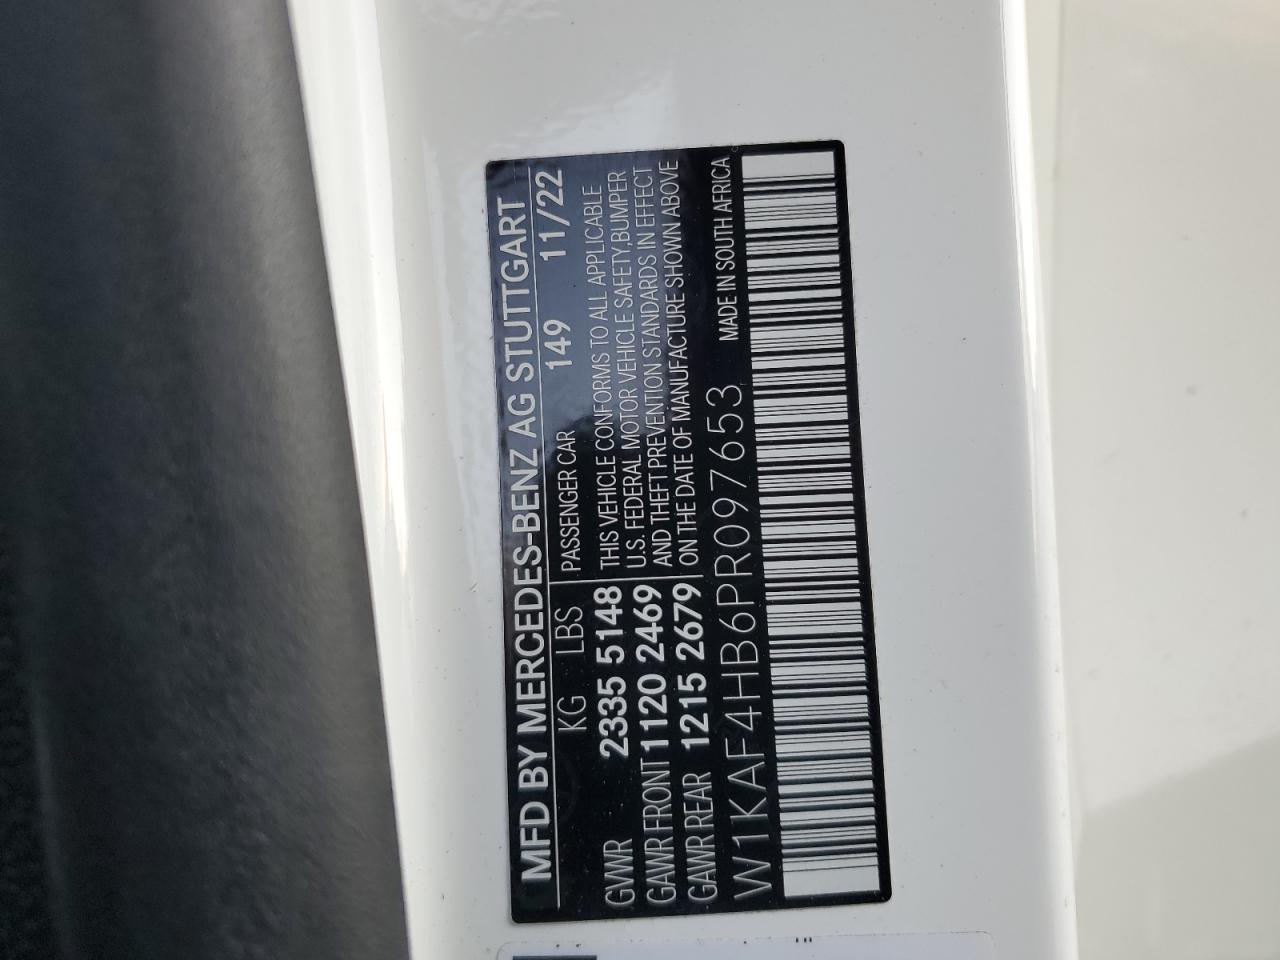 MFD BY MERCEDES-BENZ AG STUTTGART
KG LBS PASSENGER CAR 149 11/22
GVWR 2335 5148
GAWR FRONT 1120 2469
GAWR REAR 1215 2679
THIS VEHICLE CONFORMS TO ALL APPLICABLE
U.S. FEDERAL MOTOR VEHICLE SAFETY,BUMPER
AND THEFT PREVENTION STANDARDS IN EFFECT
ON THE DATE OF MANUFACTURE SHOWN ABOVE
W1KAF4HB6PR097653 MADE IN SOUTH AFRICA